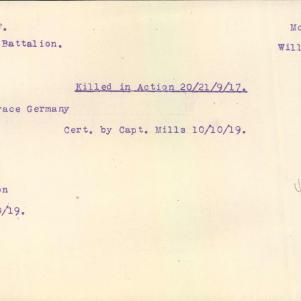 Mc
Battalion.
Will
Killed in Action 20/21/9/17.
race Germany
Cert. by Capt. Mills 10/10/19.
on
/19.